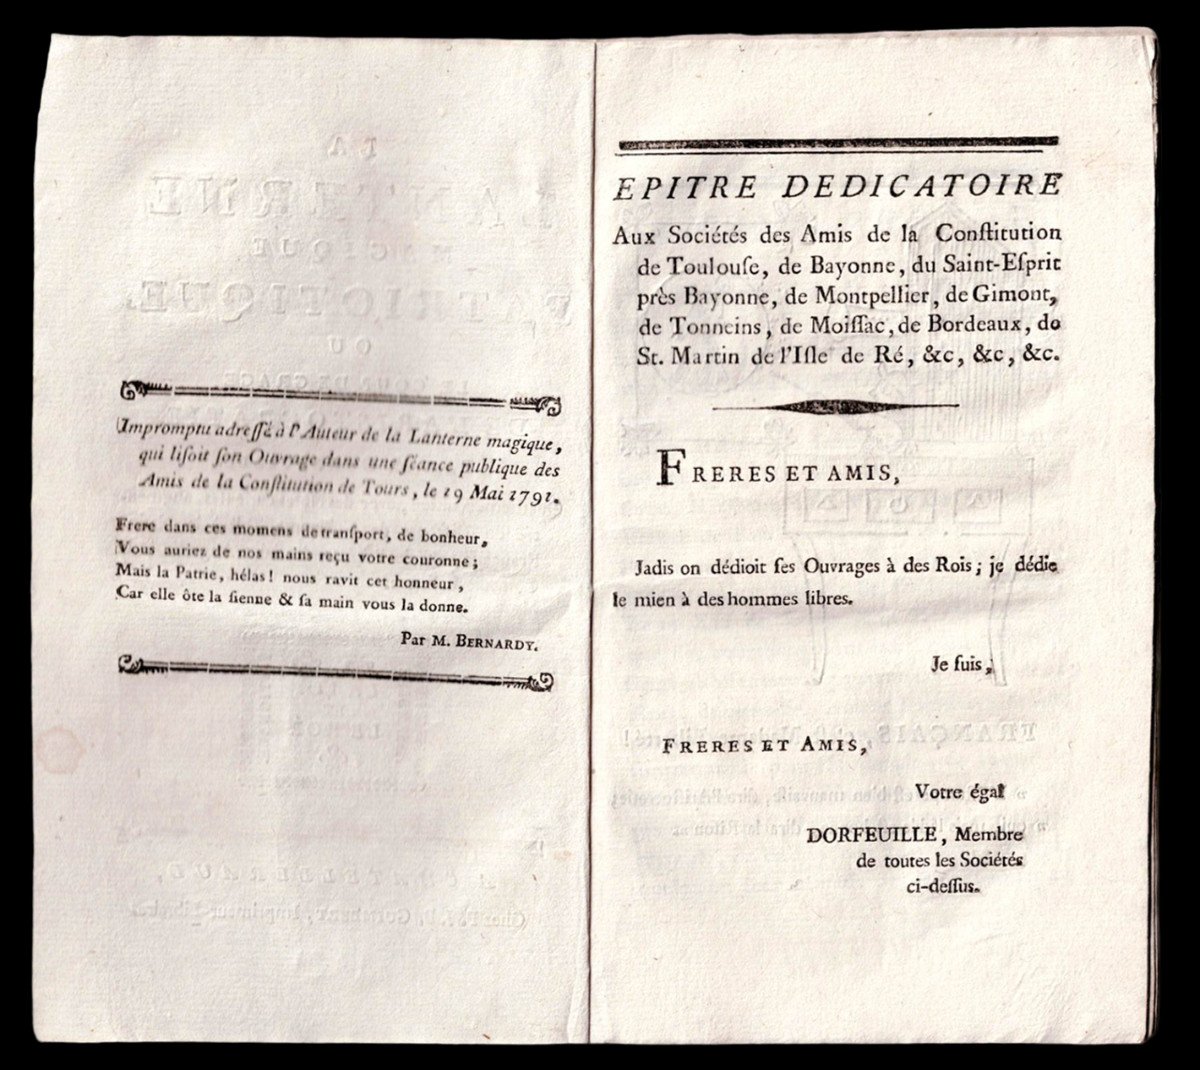 Impromptu adreſſé à l'Auteur de la Lanterne magique,
qui liſoit ſon Ouvrage dans une ſéance publique des
Amis de la Conſtitution de Tours, le 19 Mai 1791.
Frere dans ces momens de tranſport, de bonheur,
Vous auriez de nos mains reçu votre couronne;
Mais la Patrie, hélas! nous ravit cet honneur,
Car elle ôte la ſienne & ſa main vous la donne.
Par M. BERNARDY.
EPITRE DEDICATOIRE
Aux Sociétés des Amis de la Conſtitution
de Toulouſe, de Bayonne, du Saint-Eſprit
près Bayonne, de Montpellier, de Gimont,
de Tonneins, de Moiſſac, de Bordeaux, de
St. Martin de l'Iſle de Ré, &c, &c, &c.
FRERES ET AMIS,
Jadis on dédioit ſes Ouvrages à des Rois; je dédie
le mien à des hommes libres.
Je ſuis,
FRERES ET AMIS,
Votre égal
DORFEUILLE, Membre
de toutes les Sociétés
ci-deſſus.